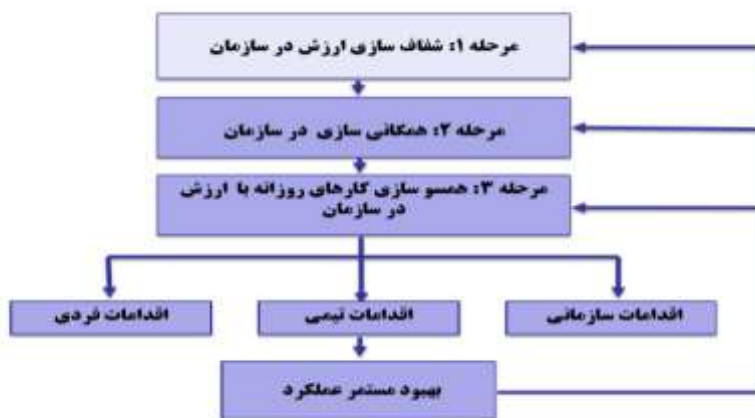 مرحله ۱: شفاف سازی ارزش در سازمان
مرحله ۲: همگانی سازی در سازمان
مرحله ۳: همسو سازی کارهای روزانه با ارزش
در سازمان
اقدامات سازمانی
اقدامات تیمی
اقدامات فردی
بهبود مستمر عملکرد